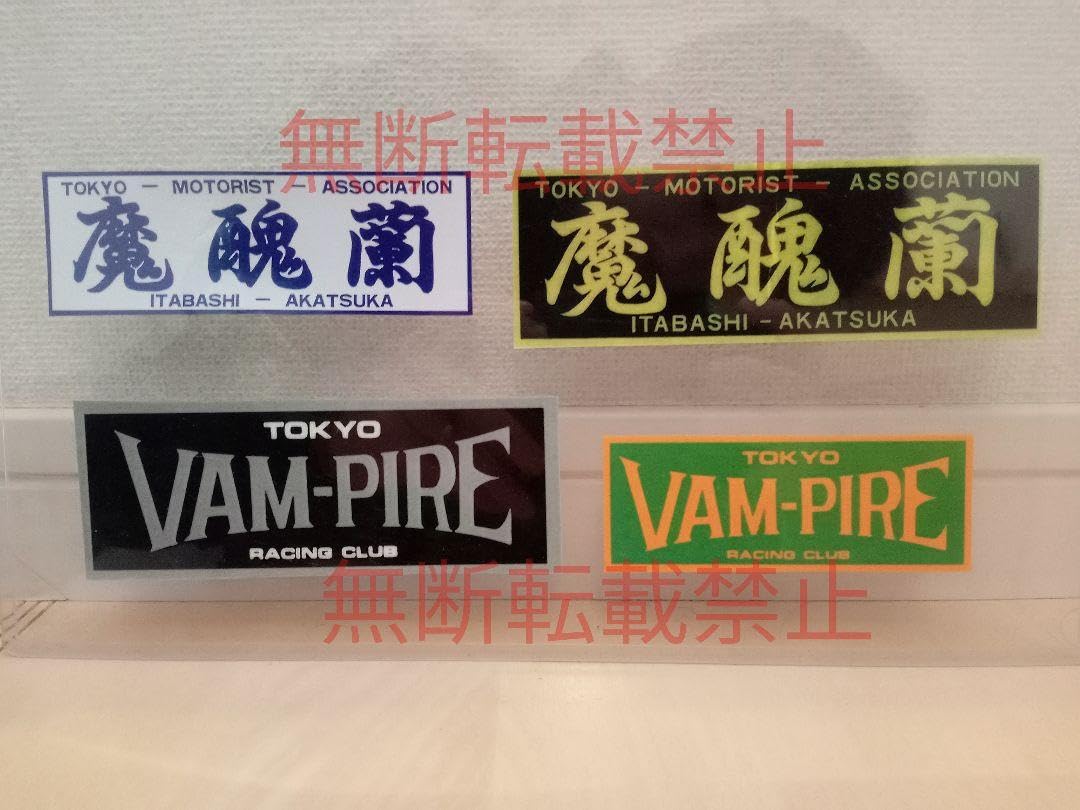 無断転載禁止
TOKYO - MOTORIST - ASSOCIATION
魔醜蘭
ITABASHI - AKATSUKA
TOKYO - MOTORIST - ASSOCIATION
魔醜蘭
ITABASHI - AKATSUKA
TOKYO
VAM-PIRE
RACING CLUB
TOKYO
VAM-PIRE
RACING CLUB
無断転載禁止